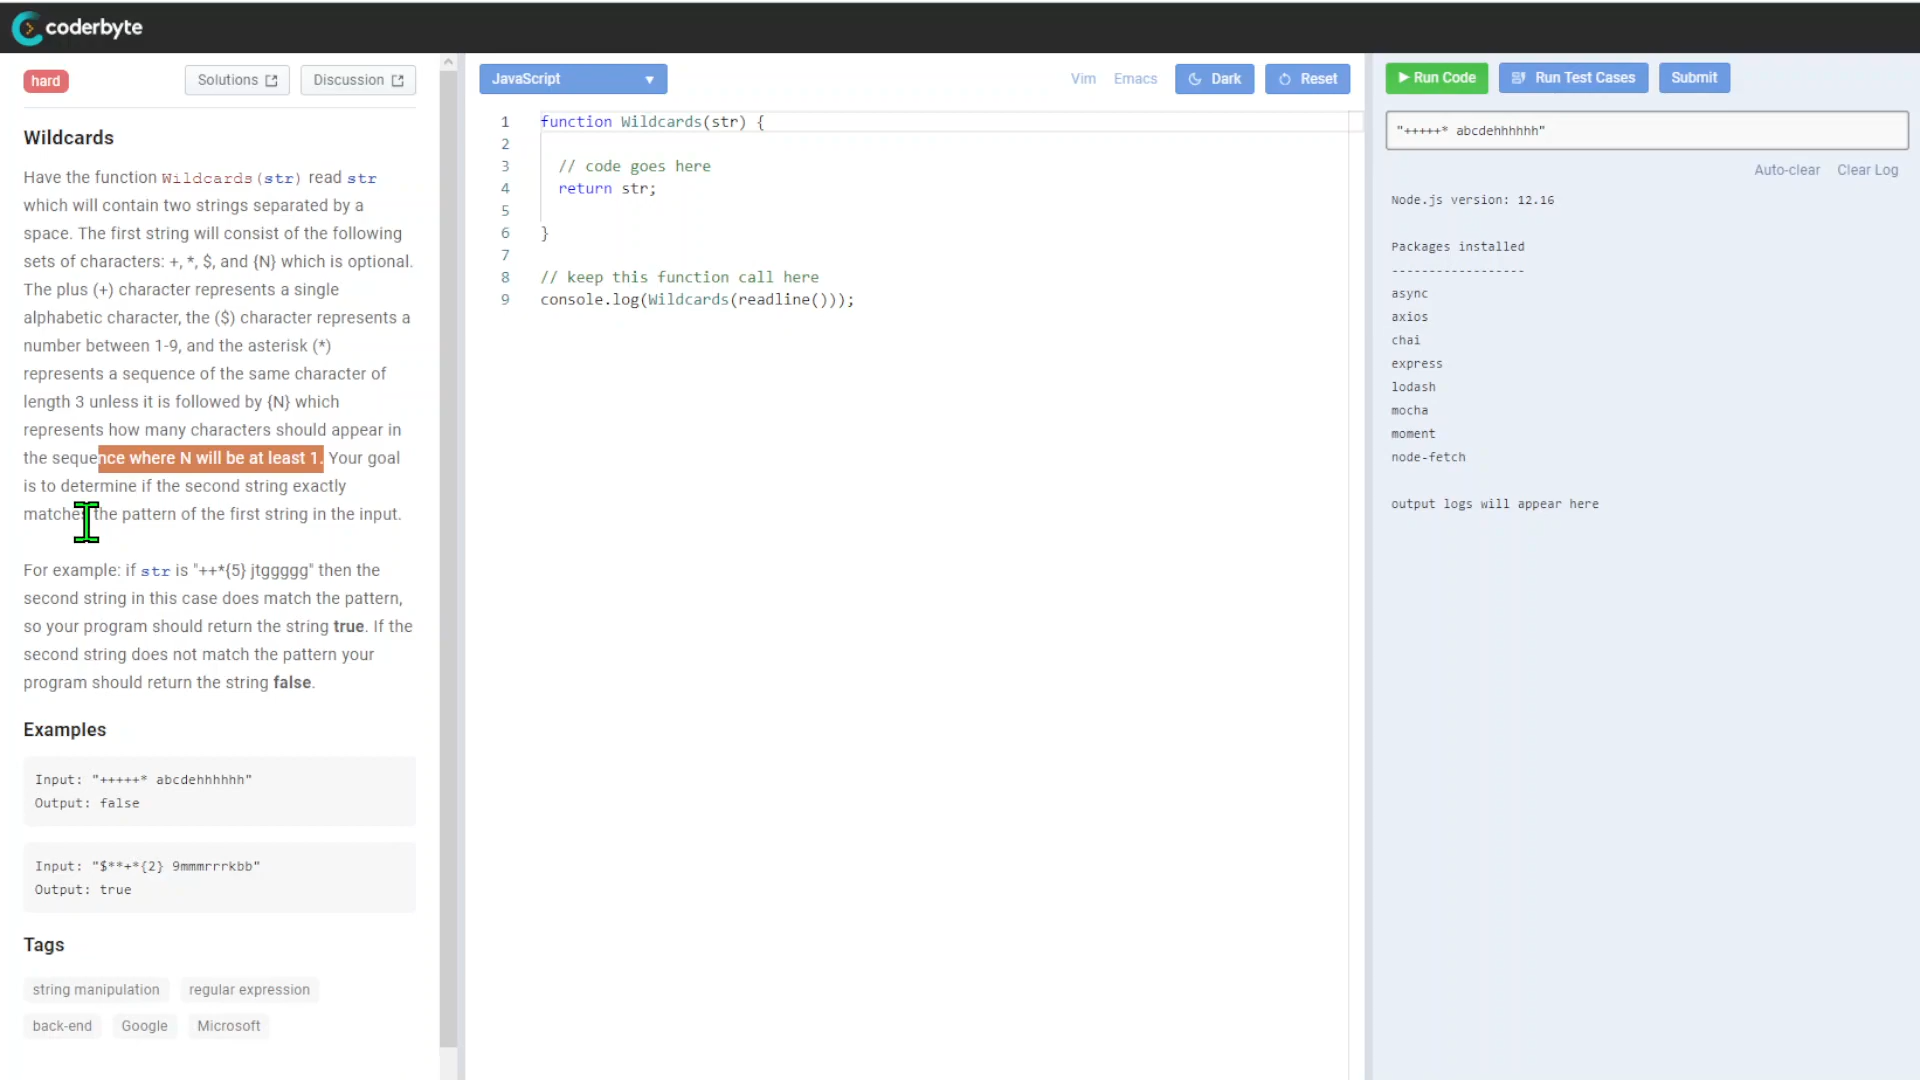 coderbyte
hard
Solutions
Discussion
Wildcards
Have the function Wildcards(str) read str
which will contain two strings separated by a
space. The first string will consist of the following
sets of characters: +, *, $, and {N} which is optional.
The plus (+) character represents a single
alphabetic character, the ($) character represents a
number between 1-9, and the asterisk (*)
represents a sequence of the same character of
length 3 unless it is followed by {N} which
represents how many characters should appear in
the sequence where N will be at least 1. Your goal
is to determine if the second string exactly
matches the pattern of the first string in the input.
For example: if str is "++*{5} jtggggg" then the
second string in this case does match the pattern,
so your program should return the string true. If the
second string does not match the pattern your
program should return the string false.
Examples
Input: "+++++* abcdehhhhhh"
Output: false
Input: "$**+*{2} 9mmmrrrkbb"
Output: true
Tags
string manipulation
regular expression
back-end
Google
Microsoft
JavaScript
Vim
Emacs
Dark
Reset
1 function Wildcards(str) {
2
3 // code goes here
4 return str;
5
6 }
7
8 // keep this function call here
9 console.log(Wildcards(readline()));
Run Code
Run Test Cases
Submit
"+++++* abcdehhhhhh"
Auto-clear
Clear Log
Node.js version: 12.16
Packages installed
------------------
async
axios
chai
express
lodash
mocha
moment
node-fetch
output logs will appear here